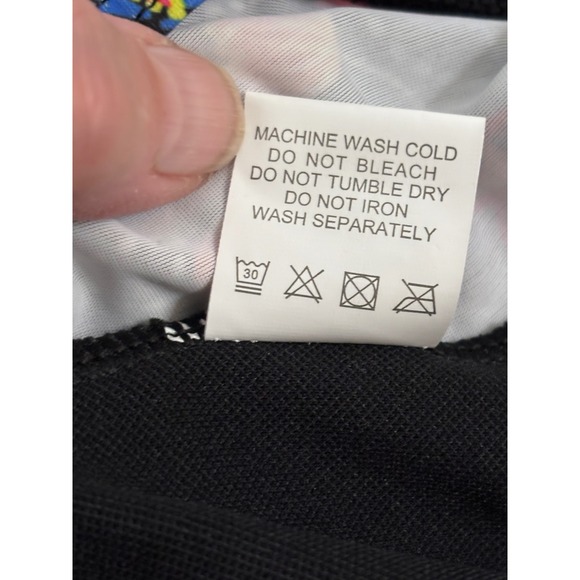 MACHINE WASH COLD
DO NOT BLEACH
DO NOT TUMBLE DRY
DO NOT IRON
WASH SEPARATELY
30